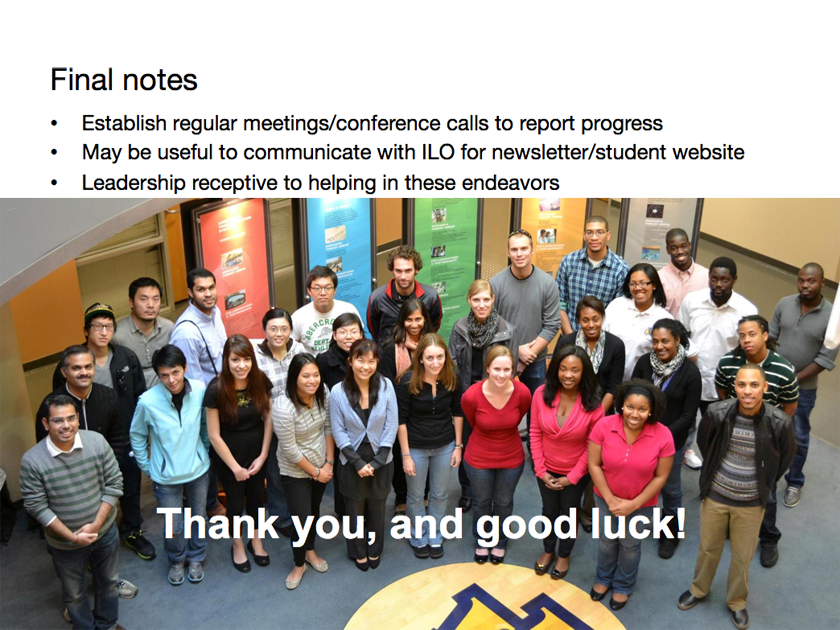 Final notes
• Establish regular meetings/conference calls to report progress
• May be useful to communicate with ILO for newsletter/student website
• Leadership receptive to helping in these endeavors
Thank you, and good luck!